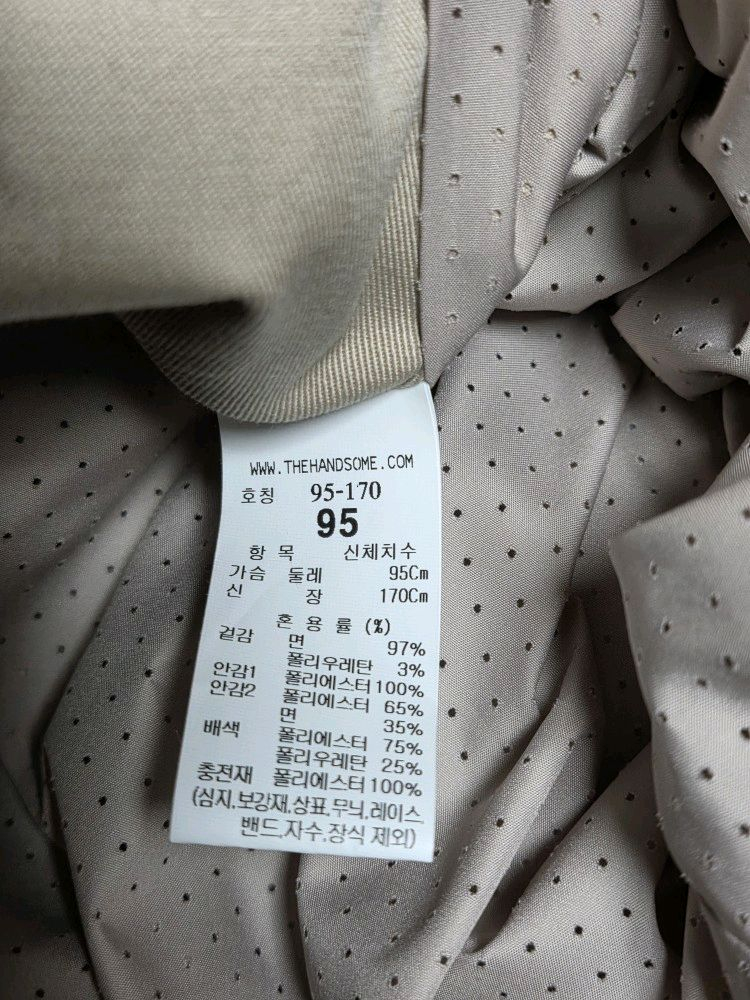 WWW.THEHANDSOME.COM
호칭 95-170
95
항 목 신체치수
가슴 둘레 95Cm
신 장 170Cm
혼 용 률 (%)
겉감 면 97%
폴리우레탄 3%
안감1 폴리에스터 100%
안감2 폴리에스터 65%
면 35%
배색 폴리에스터 75%
폴리우레탄 25%
충전재 폴리에스터 100%
(심지,보강재,상표,무늬,레이스
밴드,자수,장식 제외)